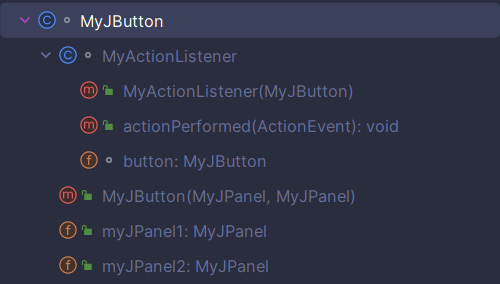 MyJButton
MyActionListener
MyActionListener(MyJButton)
actionPerformed(ActionEvent): void
button: MyJButton
MyJButton(MyJPanel, MyJPanel)
myJPanel1: MyJPanel
myJPanel2: MyJPanel